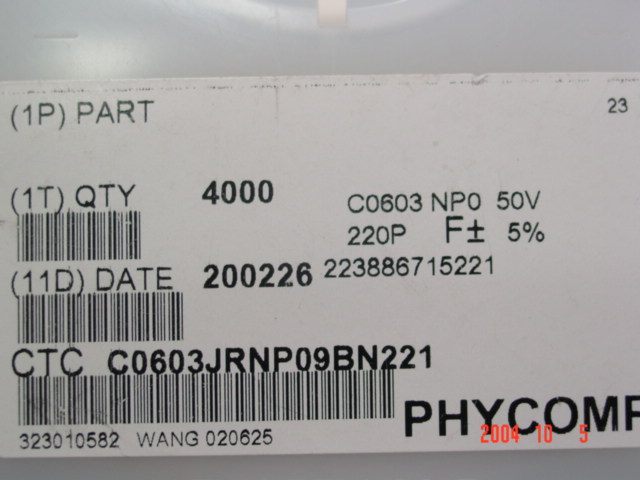 (1P) PART 23
(1T) QTY 4000 C0603 NP0 50V
220P F± 5%
(11D) DATE 200226 223886715221
CTC C0603JRNP09BN221
PHYCOMP
323010582 WANG 020625
2004 10 5